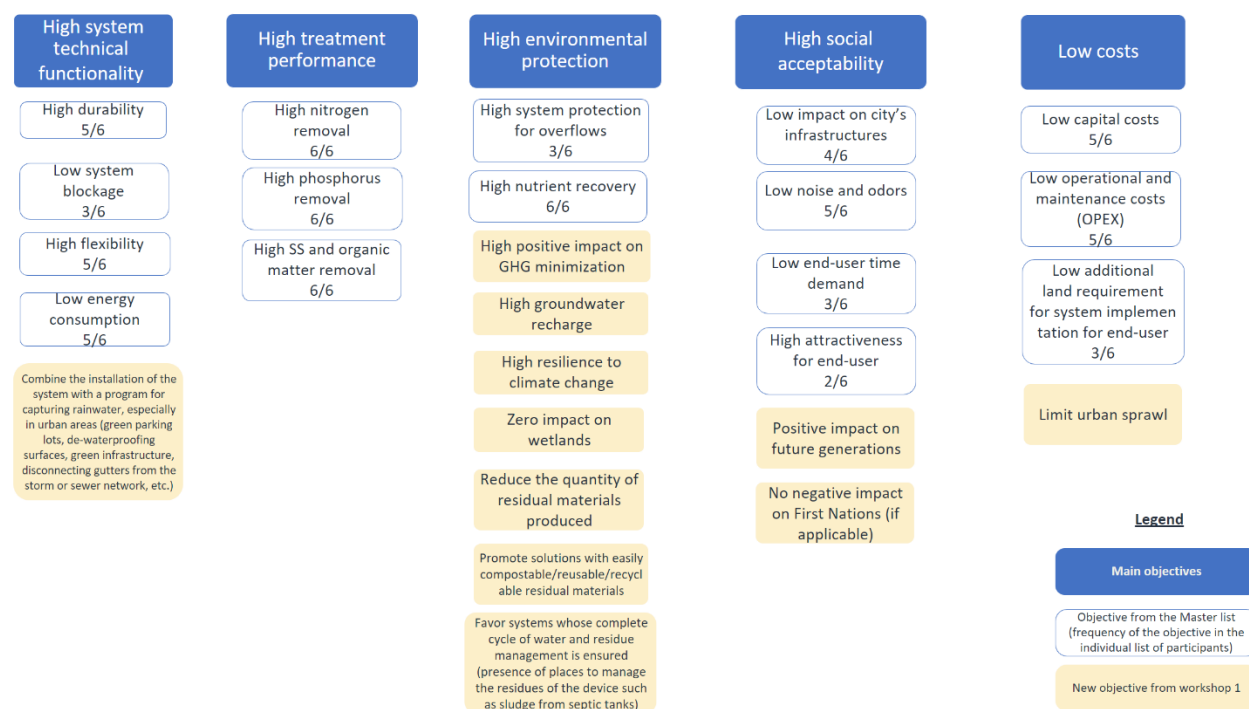 High system
technical
functionality
High durability
5/6
Low system
blockage
3/6
High flexibility
5/6
Low energy
consumption
5/6
Combine the installation of the
system with a program for
capturing rainwater, especially
in urban areas (green parking
lots, de-waterproofing
surfaces, green infrastructure,
disconnecting gutters from the
storm or sewer network, etc.)
High treatment
performance
High nitrogen
removal
6/6
High phosphorus
removal
6/6
High SS and organic
matter removal
6/6
High environmental
protection
High system protection
for overflows
3/6
High nutrient recovery
6/6
High positive impact on
GHG minimization
High groundwater
recharge
High resilience to
climate change
Zero impact on
wetlands
Reduce the quantity of
residual materials
produced
Promote solutions with easily
compostable/reusable/recycl
able residual materials
Favor systems whose complete
cycle of water and residue
management is ensured
(presence of places to manage
the residues of the device such
as sludge from septic tanks)
High social
acceptability
Low impact on city's
infrastructures
4/6
Low noise and odors
5/6
Low end-user time
demand
3/6
High attractiveness
for end-user
2/6
Positive impact on
future generations
No negative impact
on First Nations (if
applicable)
Low costs
Low capital costs
5/6
Low operational and
maintenance costs
(OPEX)
5/6
Low additional
land requirement
for system implemen
tation for end-user
3/6
Limit urban sprawl
Legend
Main objectives
Objective from the Master list
(frequency of the objective in the
individual list of participants)
New objective from workshop 1